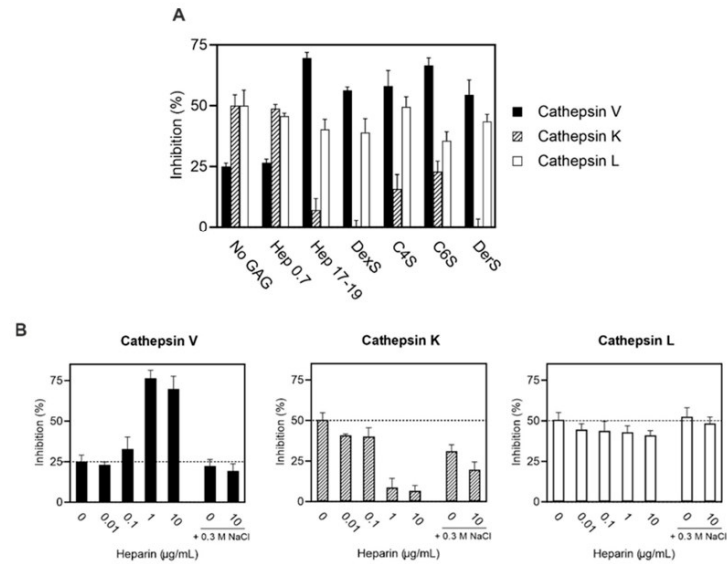 A
75
50
25
0
Inhibition (%)
No GAG
Hep 0.7
Hep 17-19
DexS
C4S
C6S
DerS
Cathepsin V
Cathepsin K
Cathepsin L
B
Cathepsin V
75
50
25
0
Inhibition (%)
0
0.01
0.1
1
10
0
10
+ 0.3 M NaCl
Heparin (µg/mL)
Cathepsin K
75
50
25
0
Inhibition (%)
0
0.01
0.1
1
10
0
10
+ 0.3 M NaCl
Heparin (µg/mL)
Cathepsin L
75
50
25
0
Inhibition (%)
0
0.01
0.1
1
10
0
10
+ 0.3 M NaCl
Heparin (µg/mL)